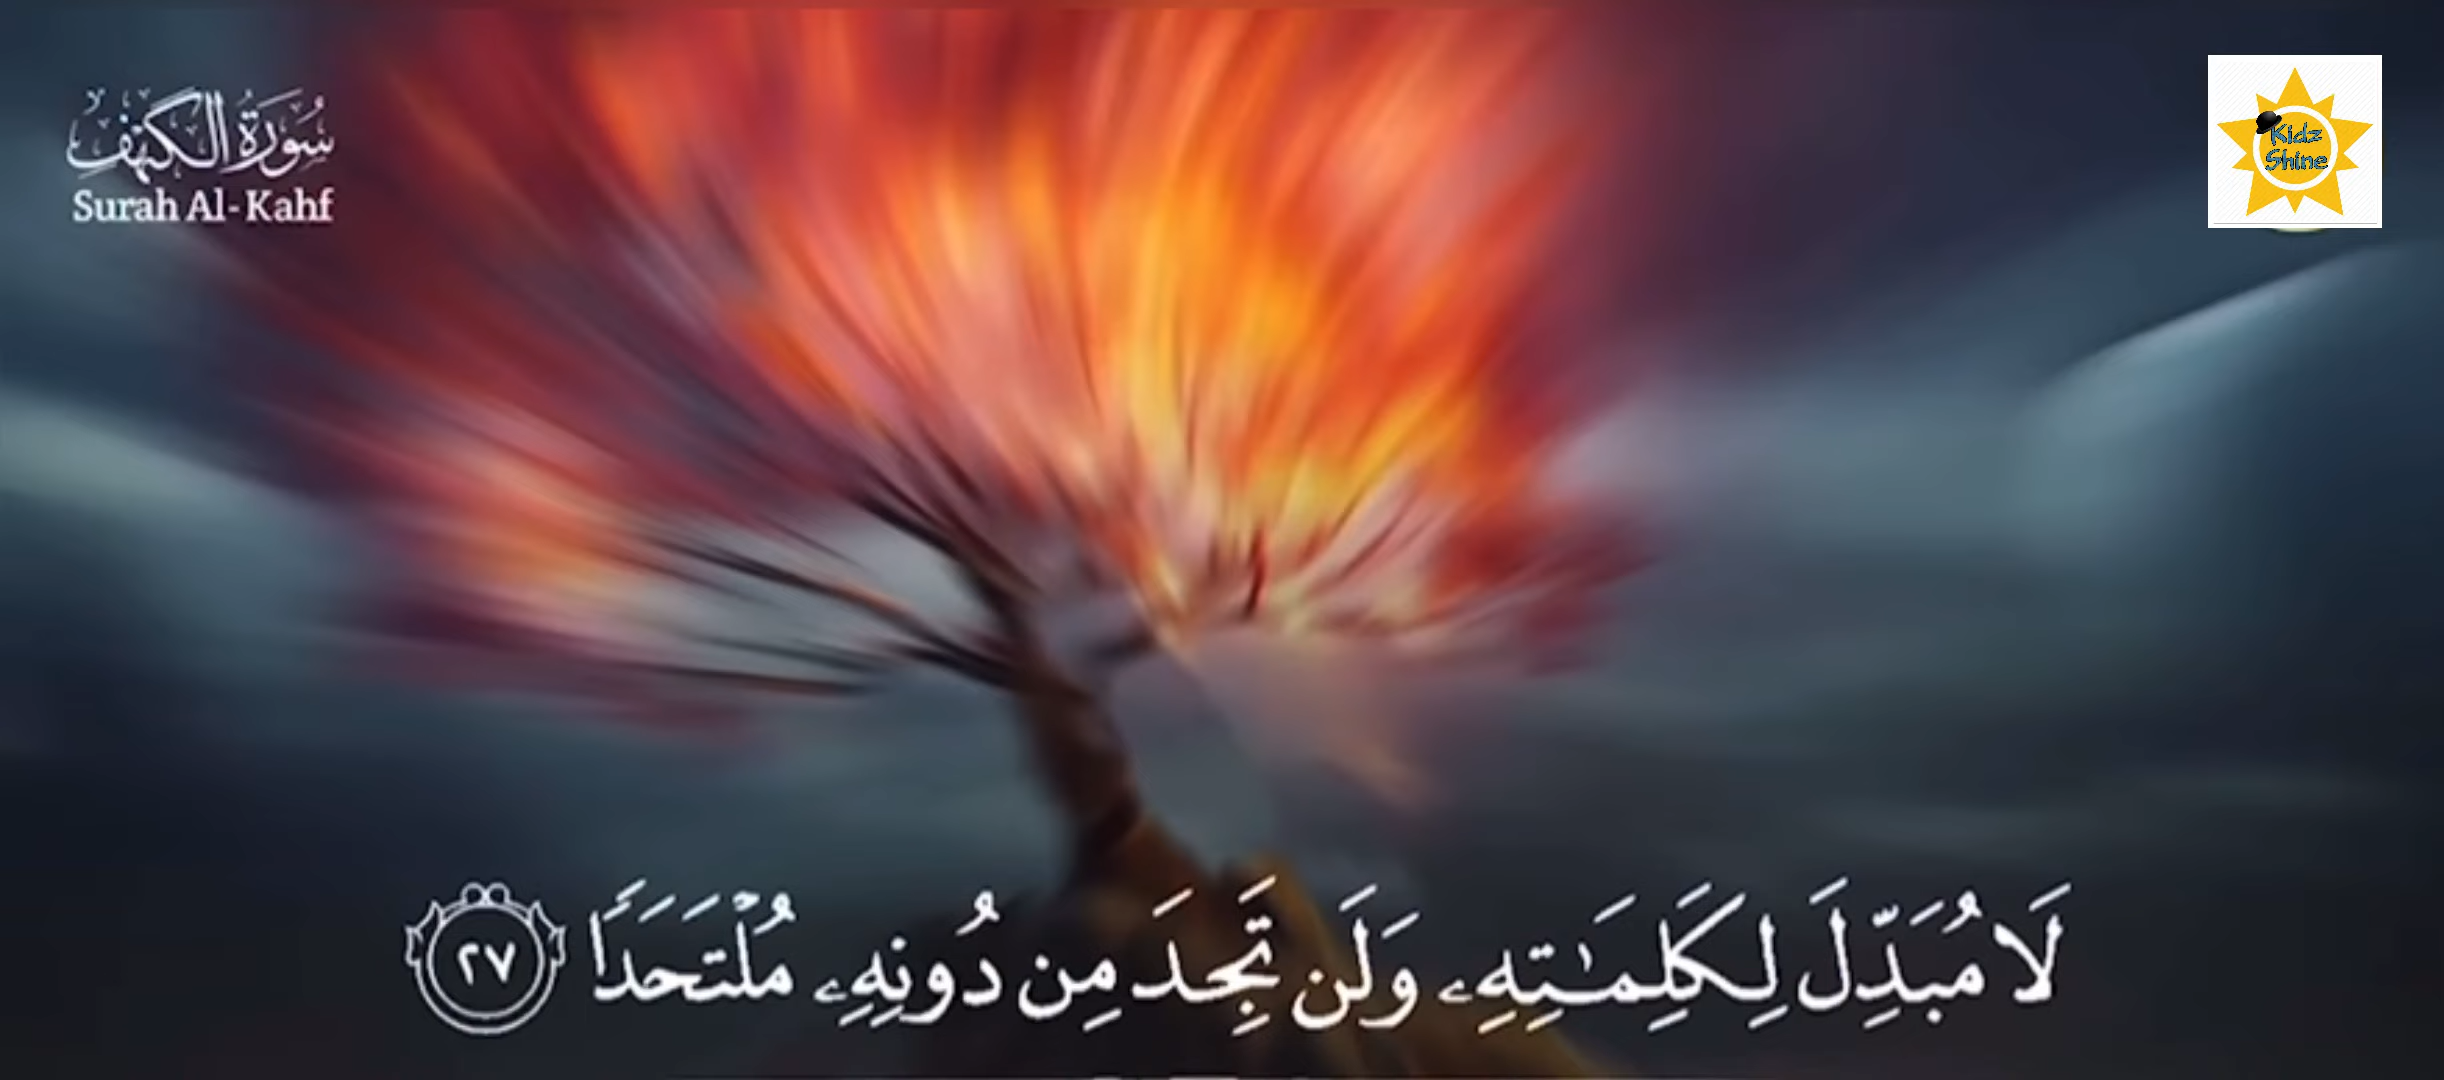 سُورَةُ الكَهْفِ
Surah Al-Kahf
Kidz
Shine
لَا مُبَدِّلَ لِكَلِمَـٰتِهِۦ وَلَن تَجِدَ مِن دُونِهِۦ مُلْتَحَدًا ٢٧